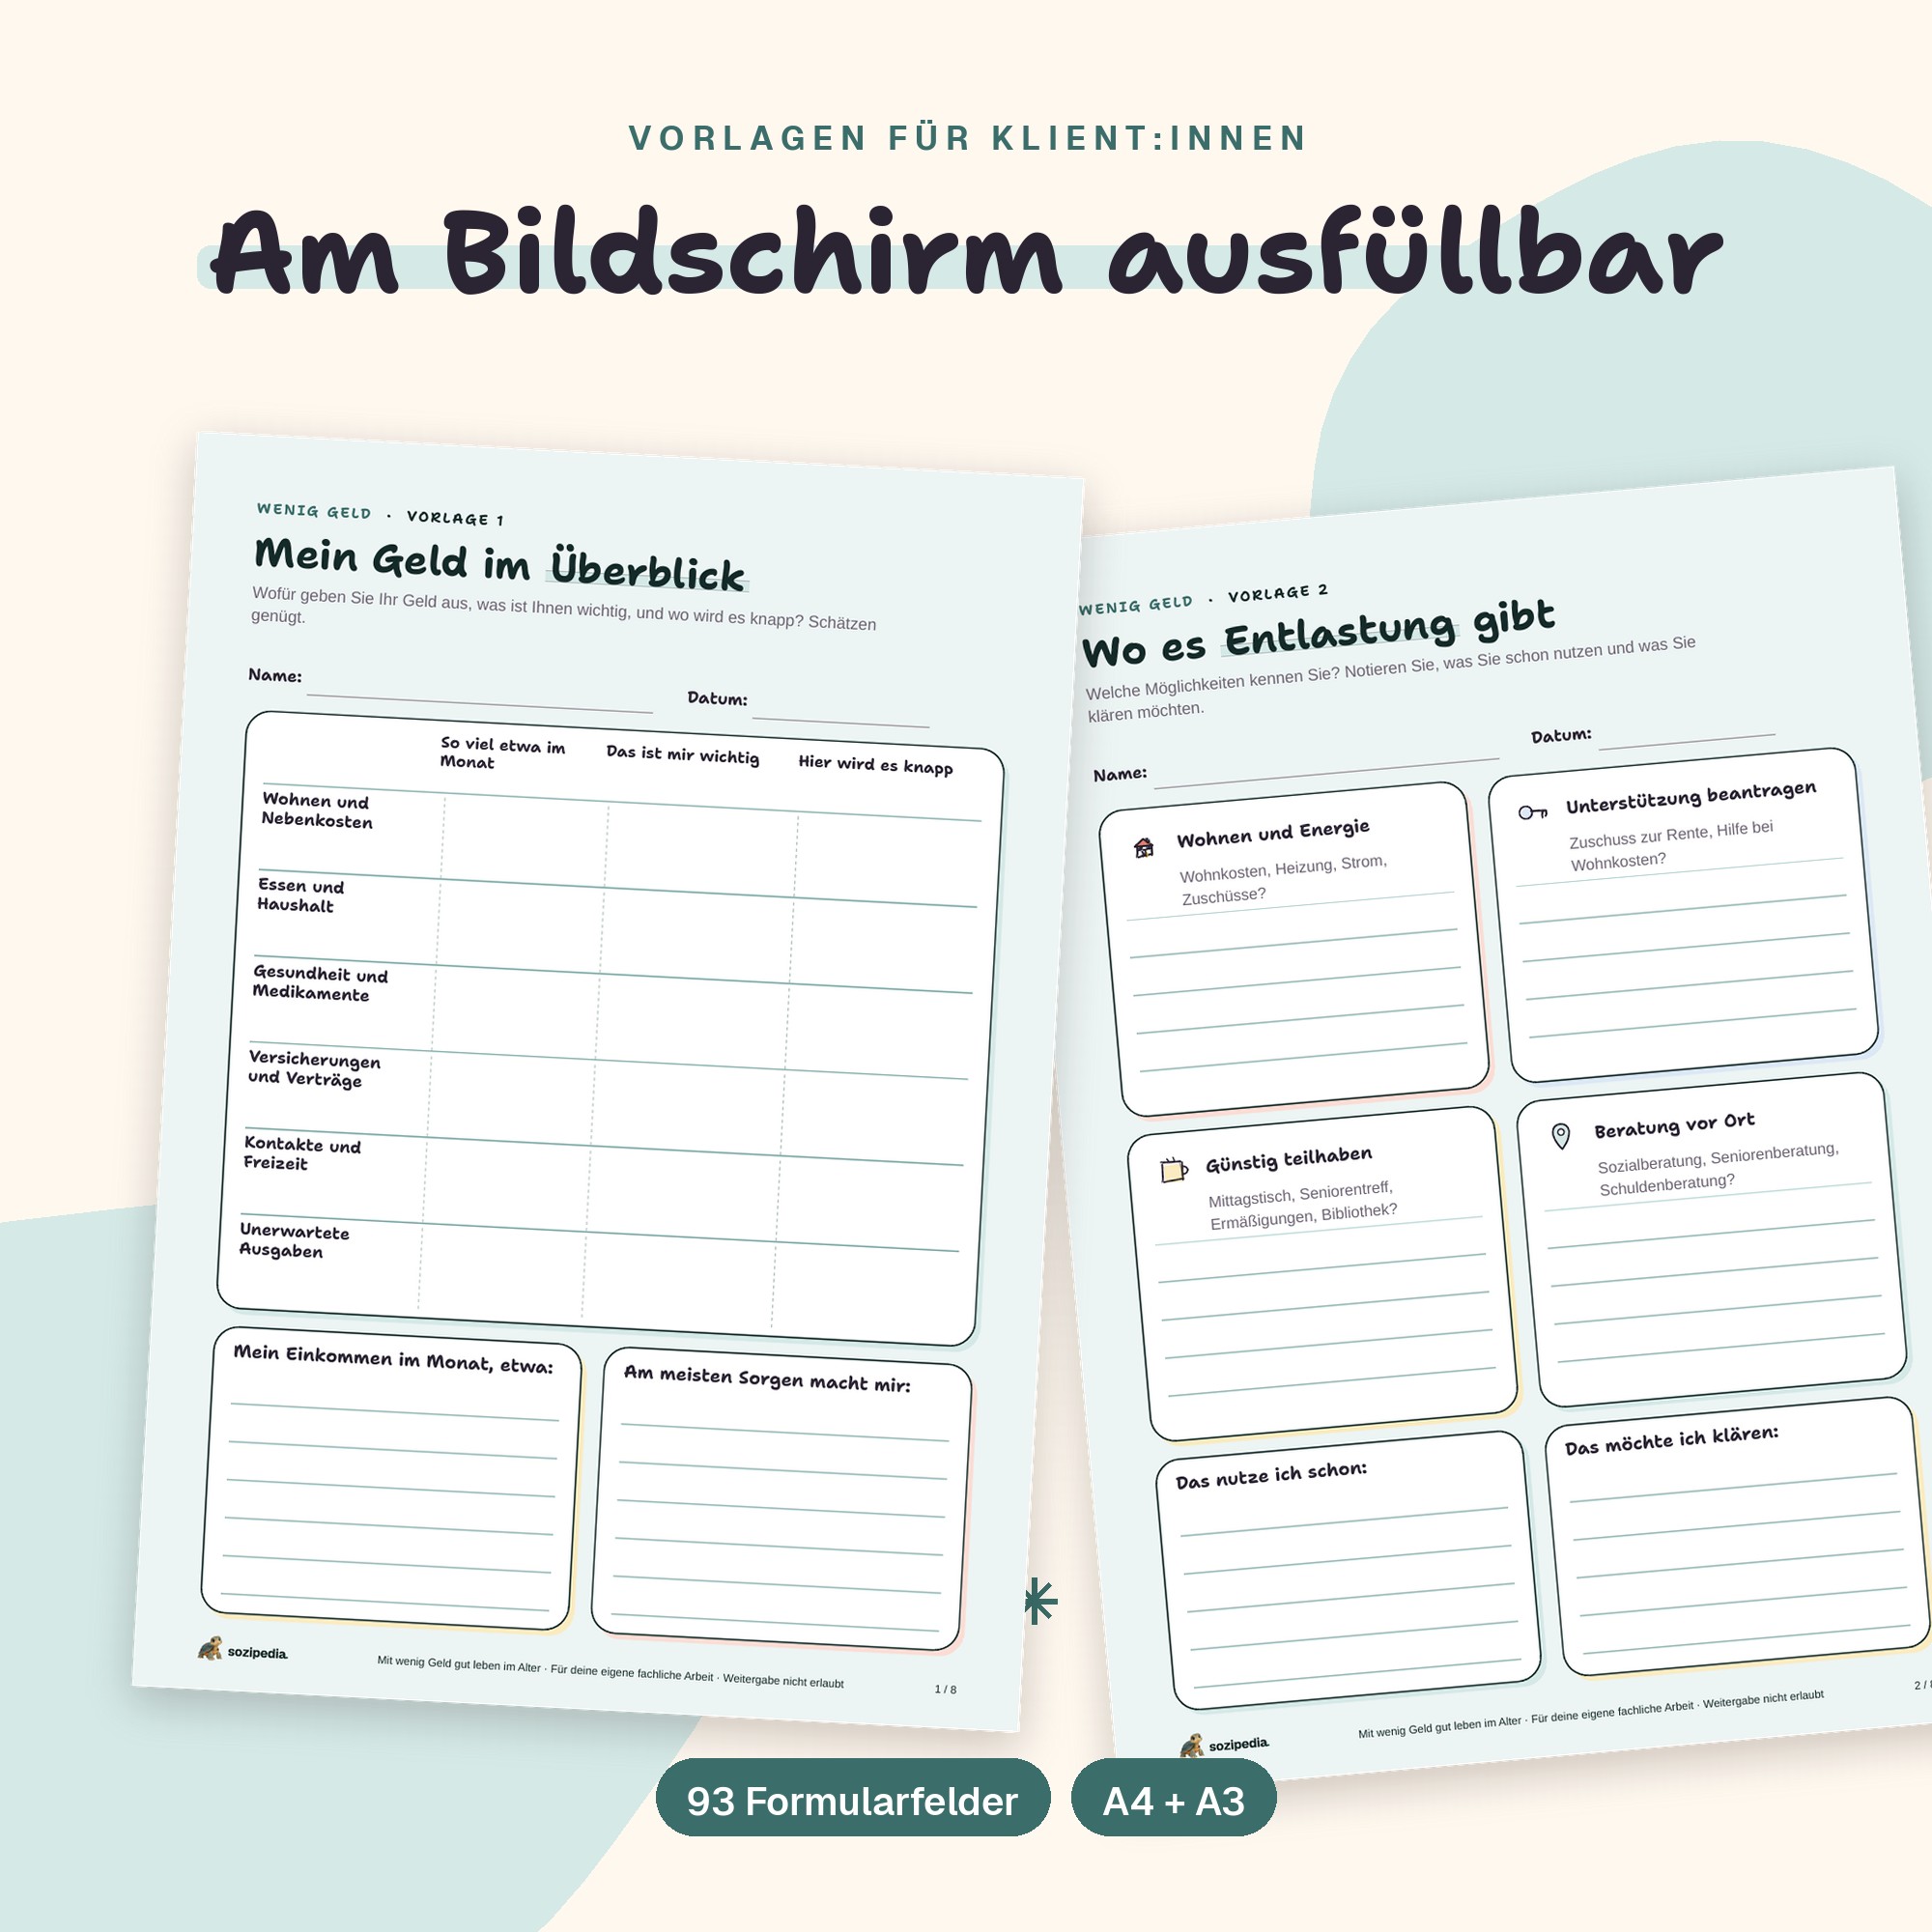 VORLAGEN FÜR KLIENT:INNEN
Am Bildschirm ausfüllbar
WENIG GELD · VORLAGE 1
Mein Geld im Überblick
Wofür geben Sie Ihr Geld aus, was ist Ihnen wichtig, und wo wird es knapp? Schätzen
genügt.
Name:
Datum:
So viel etwa im
Monat
Das ist mir wichtig
Hier wird es knapp
Wohnen und
Nebenkosten
Essen und
Haushalt
Gesundheit und
Medikamente
Versicherungen
und Verträge
Kontakte und
Freizeit
Unerwartete
Ausgaben
Mein Einkommen im Monat, etwa:
Am meisten Sorgen macht mir:
sozipedia.
Mit wenig Geld gut leben im Alter · Für deine eigene fachliche Arbeit · Weitergabe nicht erlaubt
1 / 8
WENIG GELD · VORLAGE 2
Wo es Entlastung gibt
Welche Möglichkeiten kennen Sie? Notieren Sie, was Sie schon nutzen und was Sie
klären möchten.
Name:
Datum:
Wohnen und Energie
Wohnkosten, Heizung, Strom,
Zuschüsse?
Unterstützung beantragen
Zuschuss zur Rente, Hilfe bei
Wohnkosten?
Günstig teilhaben
Mittagstisch, Seniorentreff,
Ermäßigungen, Bibliothek?
Beratung vor Ort
Sozialberatung, Seniorenberatung,
Schuldenberatung?
Das nutze ich schon:
Das möchte ich klären:
sozipedia.
Mit wenig Geld gut leben im Alter · Für deine eigene fachliche Arbeit · Weitergabe nicht erlaubt
2 / 8
93 Formularfelder
A4 + A3